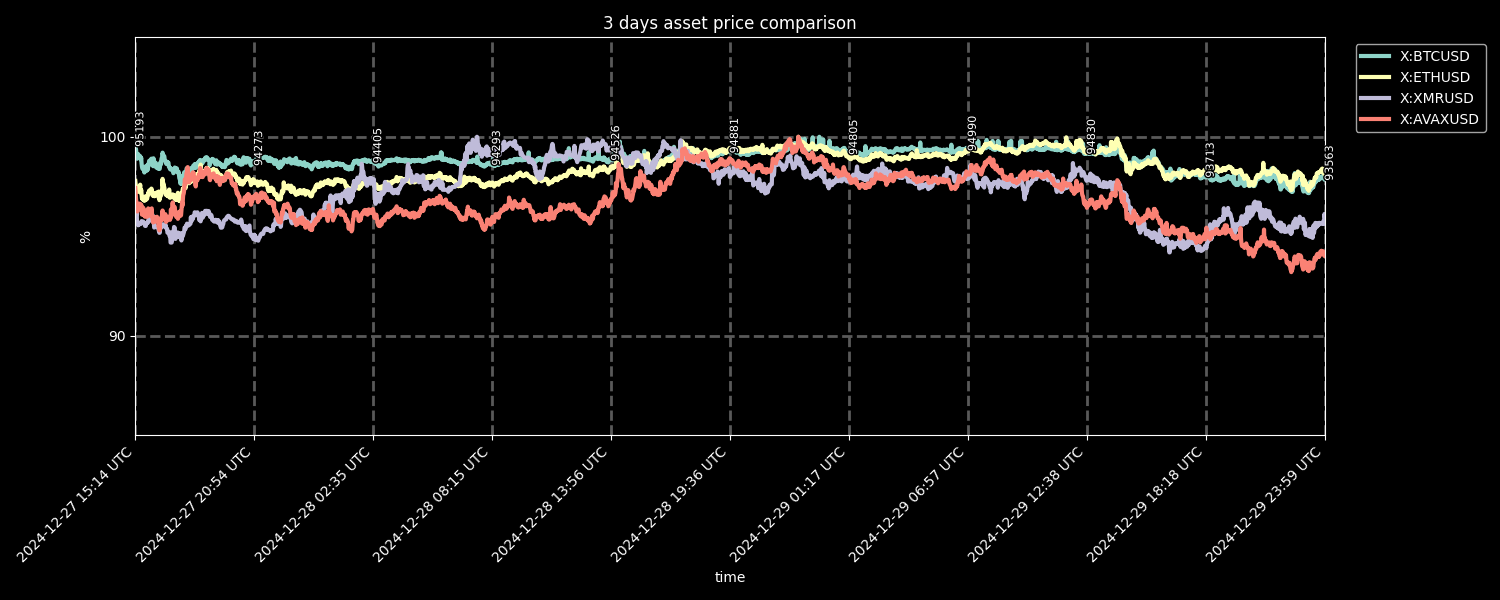 3 days asset price comparison
X:BTCUSD
X:ETHUSD
X:XMRUSD
X:AVAXUSD
100
90
%
95193
94273
94405
94293
94526
94881
94805
94990
94830
93713
93563
2024-12-27 15:14 UTC
2024-12-27 20:54 UTC
2024-12-28 02:35 UTC
2024-12-28 08:15 UTC
2024-12-28 13:56 UTC
2024-12-28 19:36 UTC
2024-12-29 01:17 UTC
2024-12-29 06:57 UTC
2024-12-29 12:38 UTC
2024-12-29 18:18 UTC
2024-12-29 23:59 UTC
time